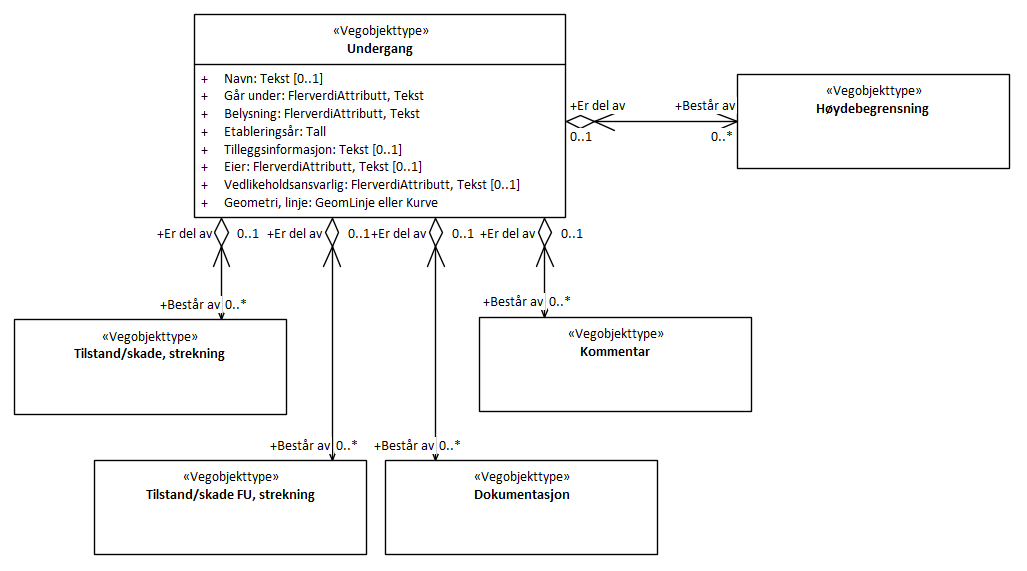 «Vegobjekttype»
Undergang
+ Navn: Tekst [0..1]
+ Går under: FlerverdiAttributt, Tekst
+ Belysning: FlerverdiAttributt, Tekst
+ Etableringsår: Tall
+ Tilleggsinformasjon: Tekst [0..1]
+ Eier: FlerverdiAttributt, Tekst [0..1]
+ Vedlikeholdsansvarlig: FlerverdiAttributt, Tekst [0..1]
+ Geometri, linje: GeomLinje eller Kurve
+Er del av
0..1
+Består av
0..*
«Vegobjekttype»
Høydebegrensning
+Er del av 0..1
+Er del av 0..1
+Er del av 0..1
+Er del av 0..1
+Består av 0..*
«Vegobjekttype»
Tilstand/skade, strekning
+Består av 0..*
«Vegobjekttype»
Kommentar
+Består av 0..*
«Vegobjekttype»
Tilstand/skade FU, strekning
+Består av 0..*
«Vegobjekttype»
Dokumentasjon